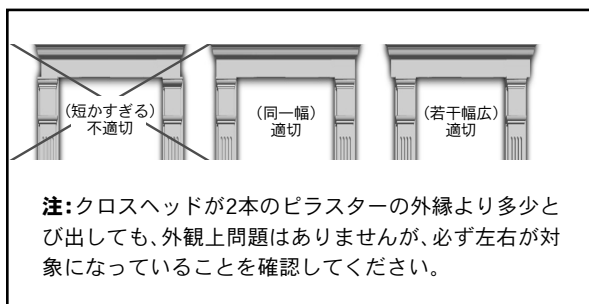 (短かすぎる)
不適切
(同一幅)
適切
(若干幅広)
適切
注:クロスヘッドが2本のピラスターの外縁より多少と
び出しても、外観上問題はありませんが、必ず左右が対
象になっていることを確認してください。